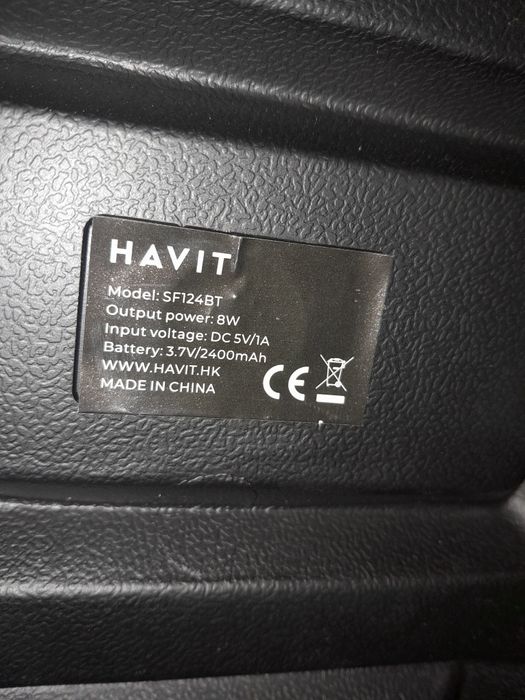 HAVIT
Model: SF124BT
Output power: 8W
Input voltage: DC 5V/1A
Battery: 3.7V/2400mAh
WWW.HAVIT.HK
MADE IN CHINA
CE